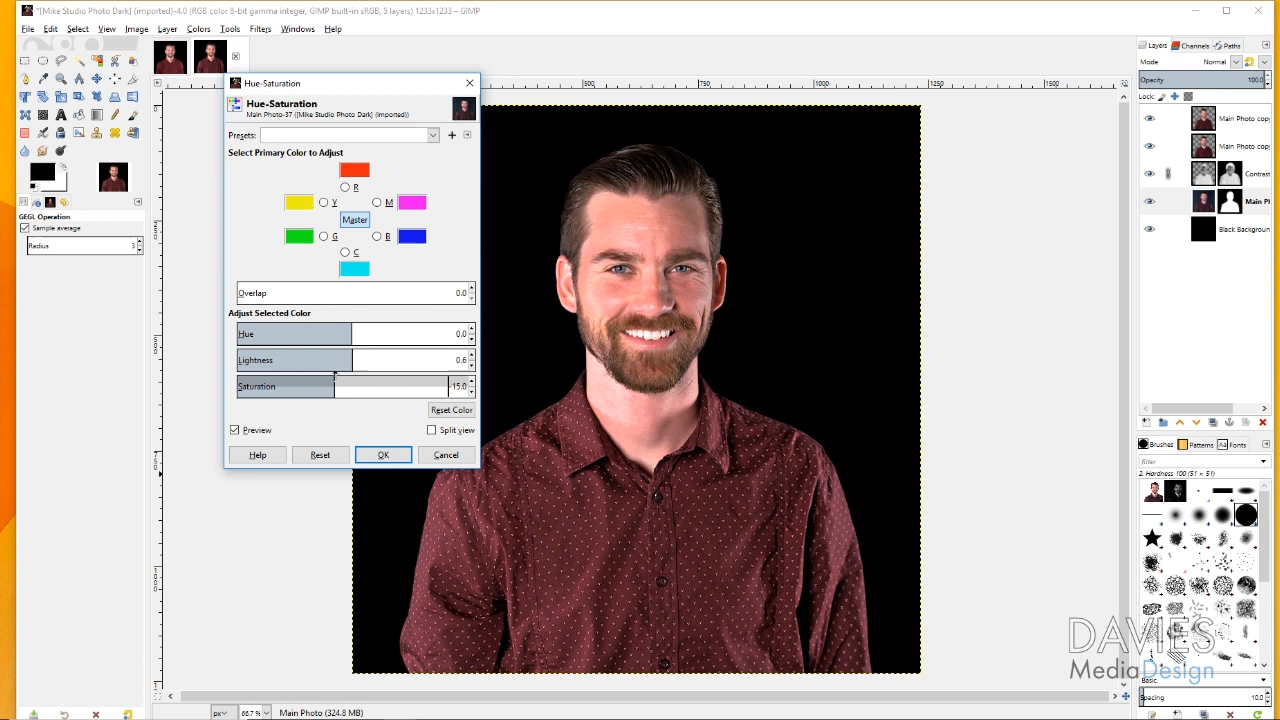 *[Mike Studio Photo Dark] (imported)-4.0 (RGB color 8-bit gamma integer, GIMP built-in sRGB, 5 layers) 1233x1233 – GIMP
File Edit Select View Image Layer Colors Tools Filters Windows Help
Hue-Saturation
Hue-Saturation
Main Photo-37 ([Mike Studio Photo Dark] (imported))
Presets:
Select Primary Color to Adjust
R
Y M
Master
G B
C
Overlap 0.0
Adjust Selected Color
Hue 0.0
Lightness 0.6
Saturation -15.0
Reset Color
Preview Split view
Help Reset OK Cancel
GEGL Operation
Sample average
Radius 3
500 750 1000 1250 1500
Layers Channels Paths
Mode Normal
Opacity 100.0
Lock:
Main Photo copy
Main Photo copy
Contrast
Main Ph
Black Backgroun
Brushes Patterns Aa Fonts
filter
2. Hardness 100 (51 × 51)
Basic,
Spacing 10.0
DAVIES
MediaDesign
px 66.7 % Main Photo (324.8 MB)